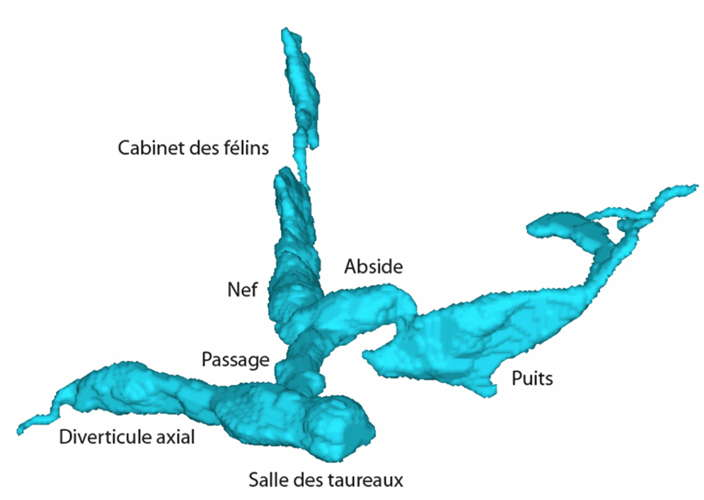 Cabinet des félins
Abside
Nef
Passage
Puits
Diverticule axial
Salle des taureaux